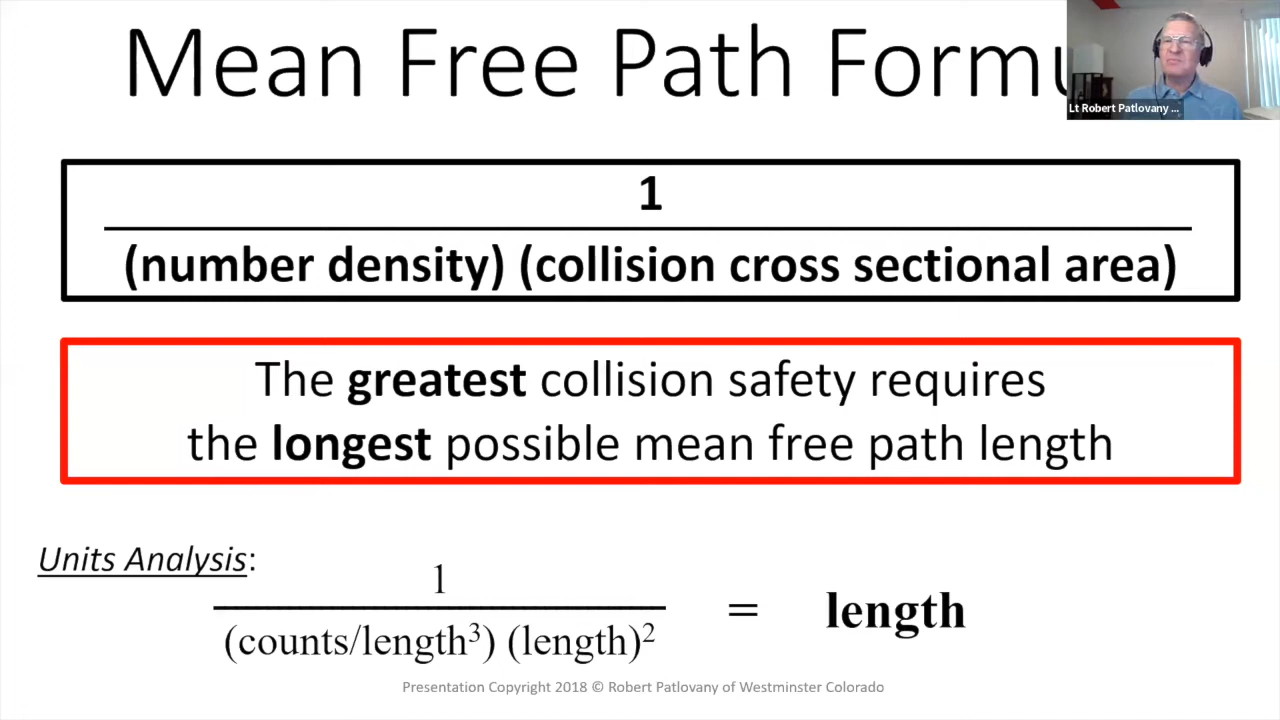 Mean Free Path Formu
Lt Robert Patlovany ...
1
(number density) (collision cross sectional area)
The greatest collision safety requires
the longest possible mean free path length
Units Analysis:
1
(counts/length³) (length)²
= length
Presentation Copyright 2018 © Robert Patlovany of Westminster Colorado